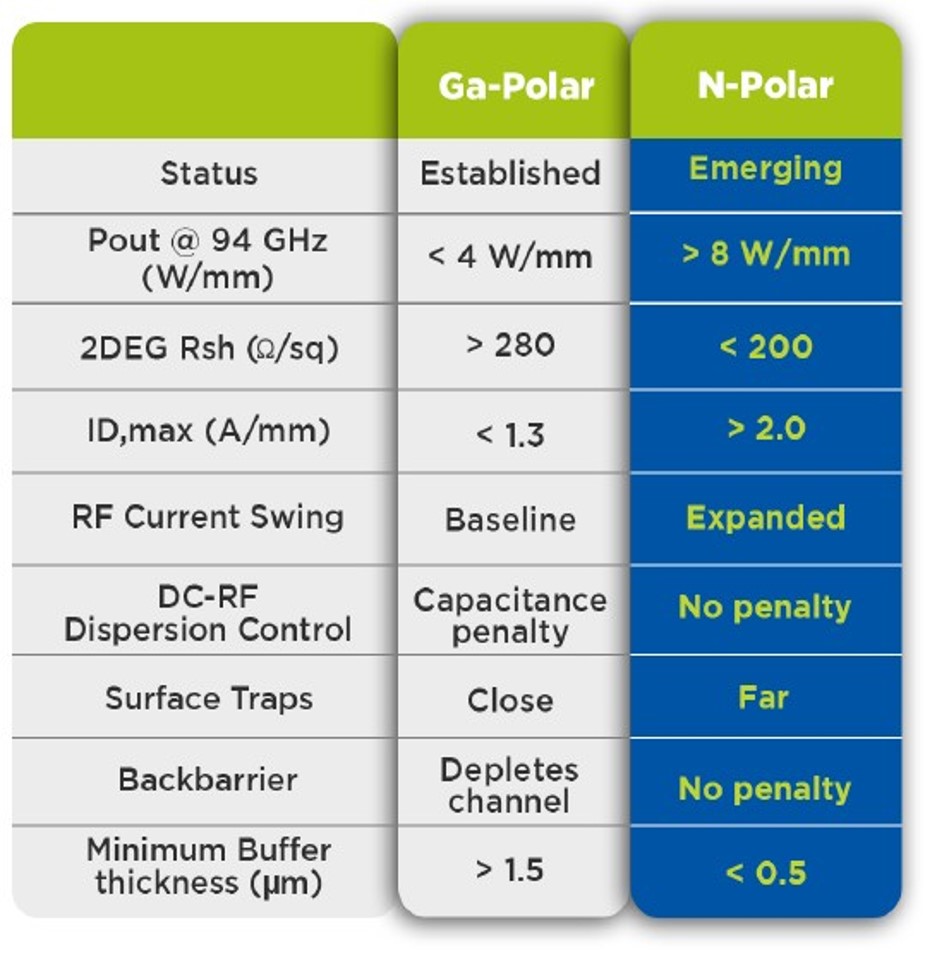 Ga-Polar
N-Polar
Status
Established
Emerging
Pout @ 94 GHz
(W/mm)
< 4 W/mm
> 8 W/mm
2DEG Rsh (Ω/sq)
> 280
< 200
ID,max (A/mm)
< 1.3
> 2.0
RF Current Swing
Baseline
Expanded
DC-RF
Dispersion Control
Capacitance
penalty
No penalty
Surface Traps
Close
Far
Backbarrier
Depletes
channel
No penalty
Minimum Buffer
thickness (μm)
> 1.5
< 0.5